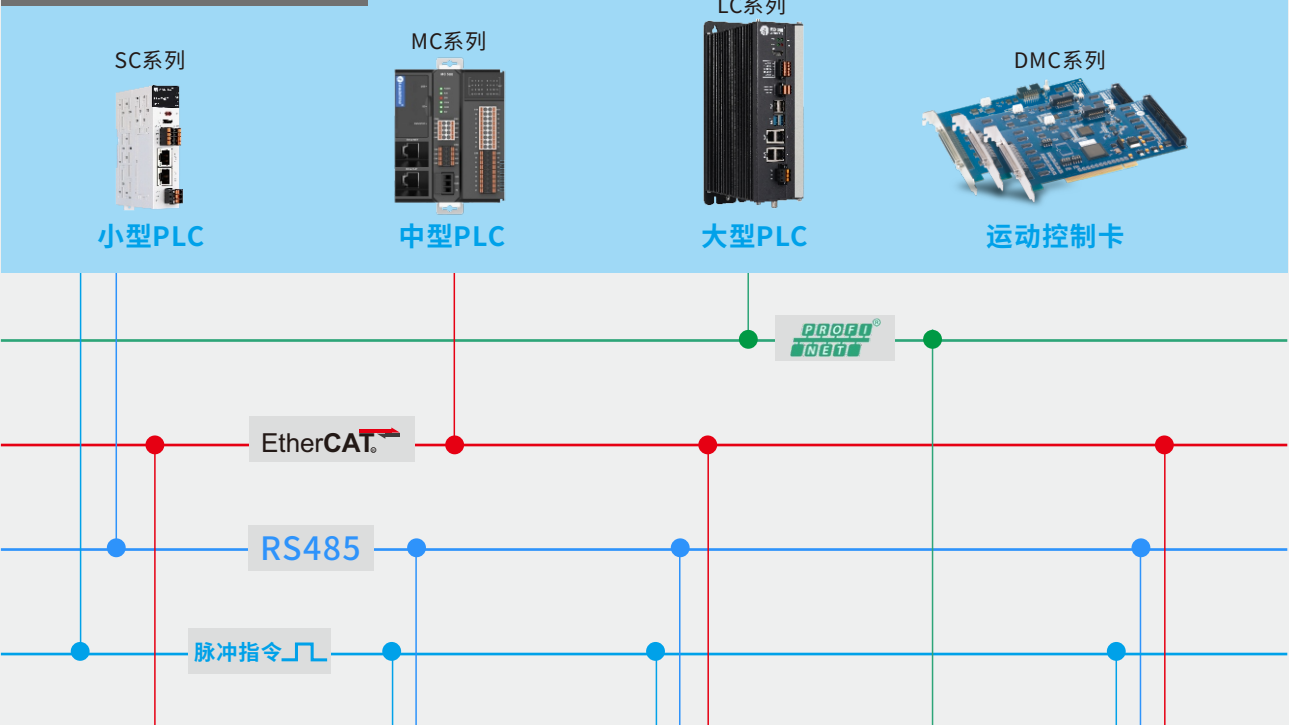 LC系列
MC系列
SC系列
DMC系列
小型PLC
中型PLC
大型PLC
运动控制卡
PROFI®
NET
EtherCAT®
RS485
脉冲指令